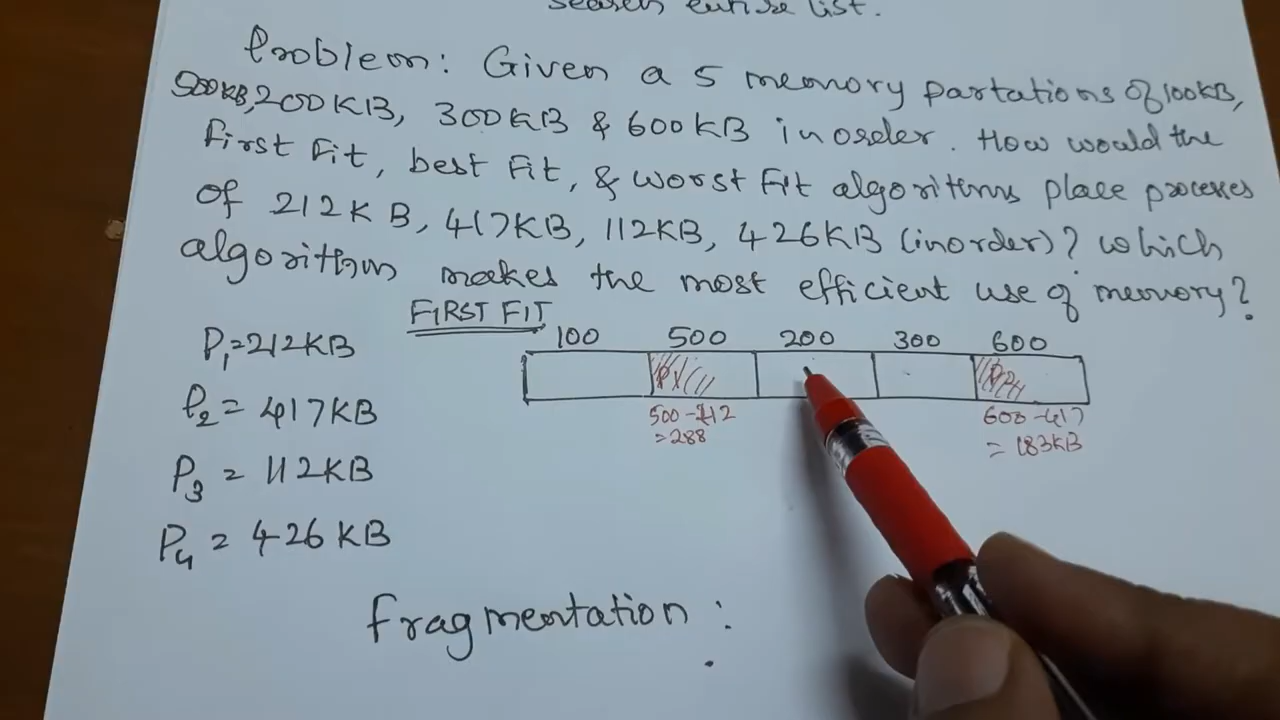 search entire list.
Problem: Given a 5 memory partations of 100KB,
500KB, 200KB, 300KB & 600KB in order. How would the
First Fit, best Fit, & worst Fit algorithms place processes
of 212KB, 417KB, 112KB, 426KB (inorder)? which
algorithm makes the most efficient use of memory?
FIRST FIT
100 500 200 300 600
P1=212KB
P1 P2
500-212
=288
600-417
= 183KB
P2 = 417KB
P3 = 112KB
P4 = 426KB
fragmentation :